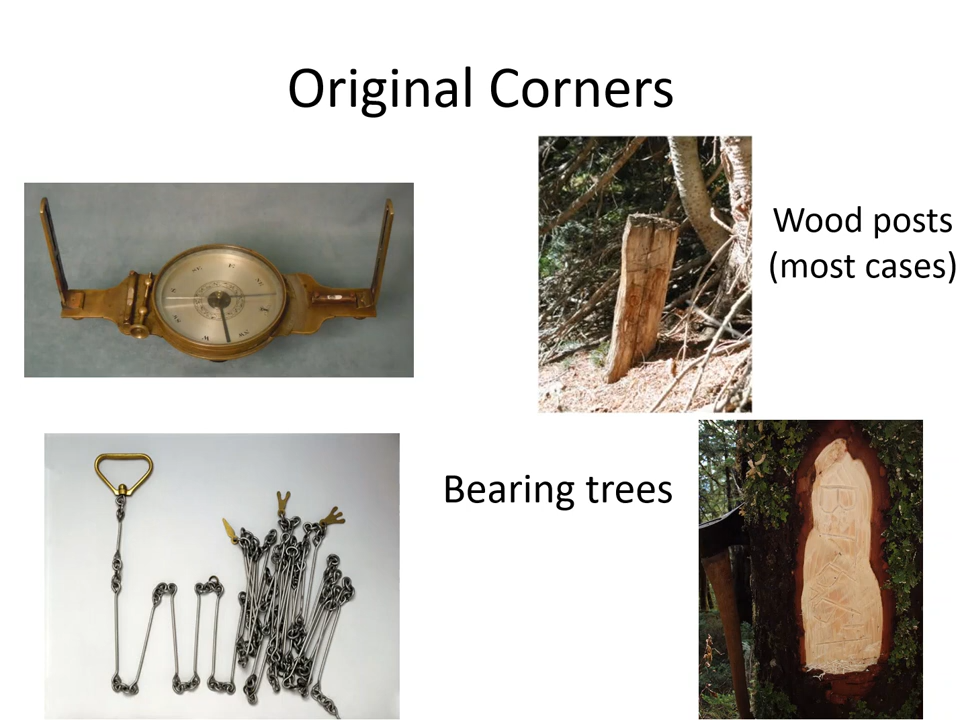 Original Corners
Wood posts
(most cases)
Bearing trees